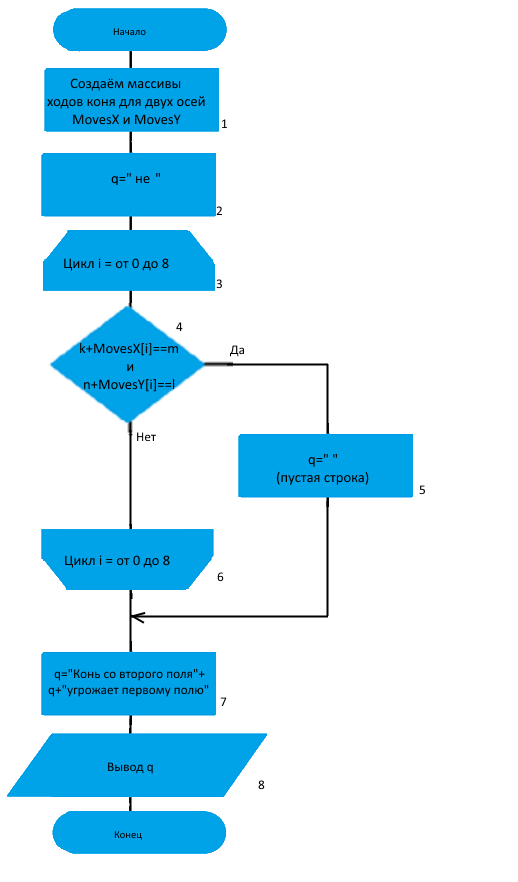 Начало
Создаём массивы
ходов коня для двух осей
MovesX и MovesY
1
q=" не "
2
Цикл i = от 0 до 8
3
4
k+MovesX[i]==m
и
n+MovesY[i]==l
Да
Нет
q=" "
(пустая строка)
5
Цикл i = от 0 до 8
6
q="Конь со второго поля"+
q+"угрожает первому полю"
7
Вывод q
8
Конец